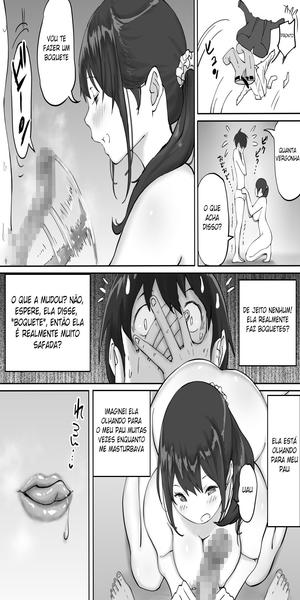 PRONTO
VOU TE
FAZER UM
BOQUETE
QUANTA
VERGONHA
O QUE
ACHA
DISSO?
DE JEITO NENHUM!
ELA REALMENTE
FAZ BOQUETES?
O QUE A MUDOU? NÃO,
ESPERE, ELA DISSE,
"BOQUETE", ENTÃO ELA
É REALMENTE MUITO
SAFADA?
IMAGINEI ELA
OLHANDO PARA
O MEU PAU MUITAS
VEZES ENQUANTO
ME MASTURBAVA
ELA ESTÁ
OLHANDO PARA
MEU PAU
UAU